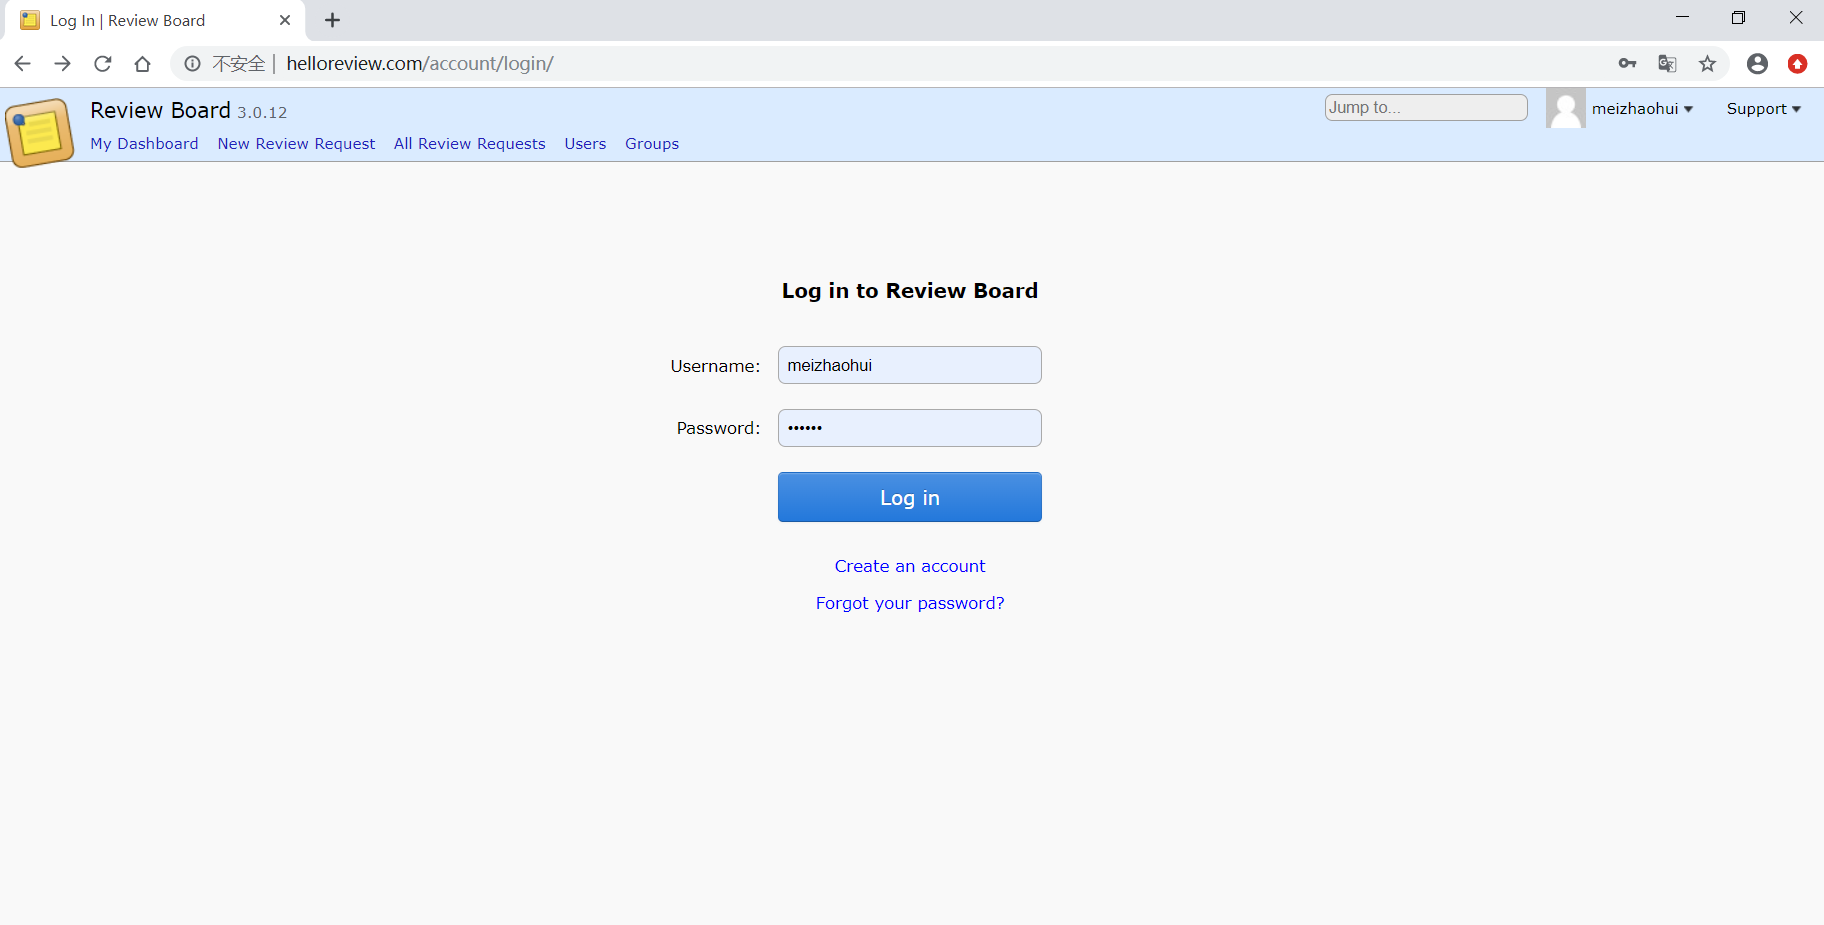 Log In | Review Board
不安全 | helloreview.com/account/login/
Review Board 3.0.12
Jump to...
meizhaohui
Support
My Dashboard New Review Request All Review Requests Users Groups
Log in to Review Board
Username: meizhaohui
Password: ••••••
Log in
Create an account
Forgot your password?